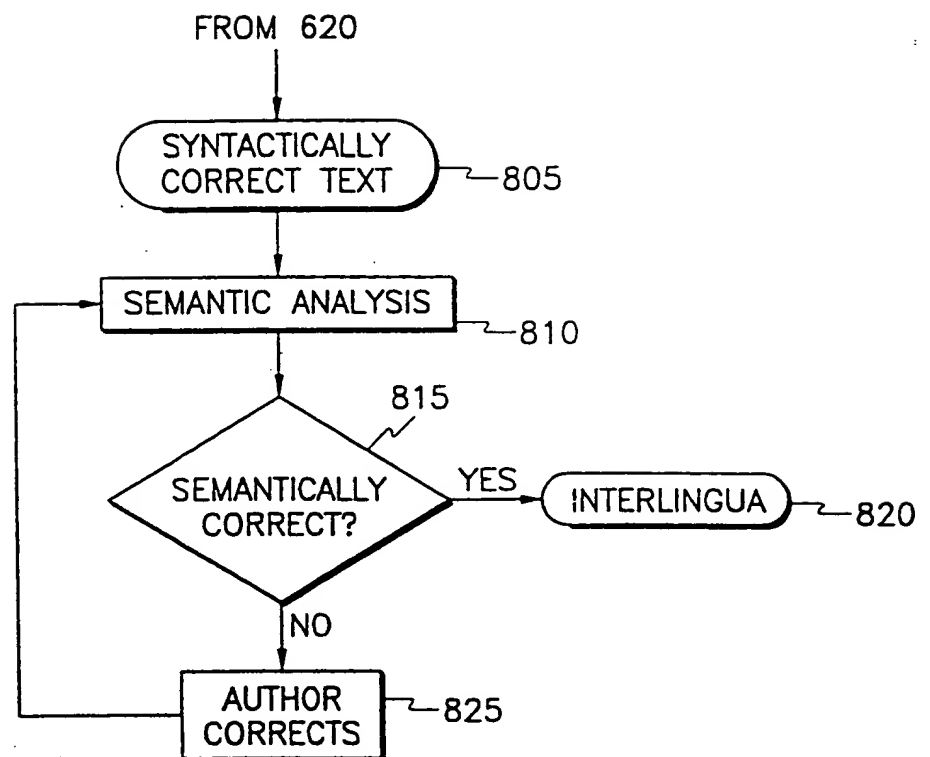 FROM 620
SYNTACTICALLY
CORRECT TEXT
805
SEMANTIC ANALYSIS
810
815
SEMANTICALLY
CORRECT?
YES
INTERLINGUA
820
NO
AUTHOR
CORRECTS
825